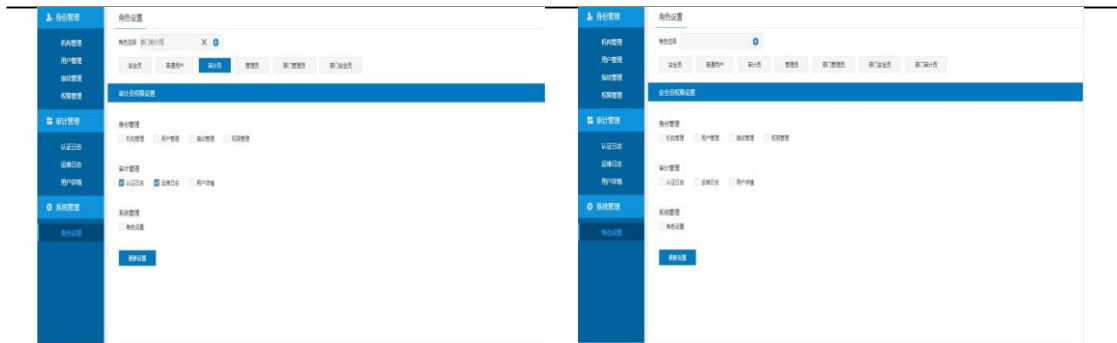 身份管理
机构管理
用户管理
指纹管理
权限管理
审计管理
认证日志
运维日志
用户详情
系统管理
角色设置
角色设置
角色选择 部门审计员 X
安全员 普通用户 审计员 管理员 部门管理员 部门安全员
审计员权限设置
身份管理
机构管理 用户管理 指纹管理 权限管理
审计管理
认证日志 运维日志 用户详情
系统管理
角色设置
更新设置
身份管理
机构管理
用户管理
指纹管理
权限管理
审计管理
认证日志
运维日志
用户详情
系统管理
角色设置
角色设置
角色选择
安全员 普通用户 审计员 管理员 部门管理员 部门安全员 部门审计员
安全员权限设置
身份管理
机构管理 用户管理 指纹管理 权限管理
审计管理
认证日志 运维日志 用户详情
系统管理
角色设置
更新设置